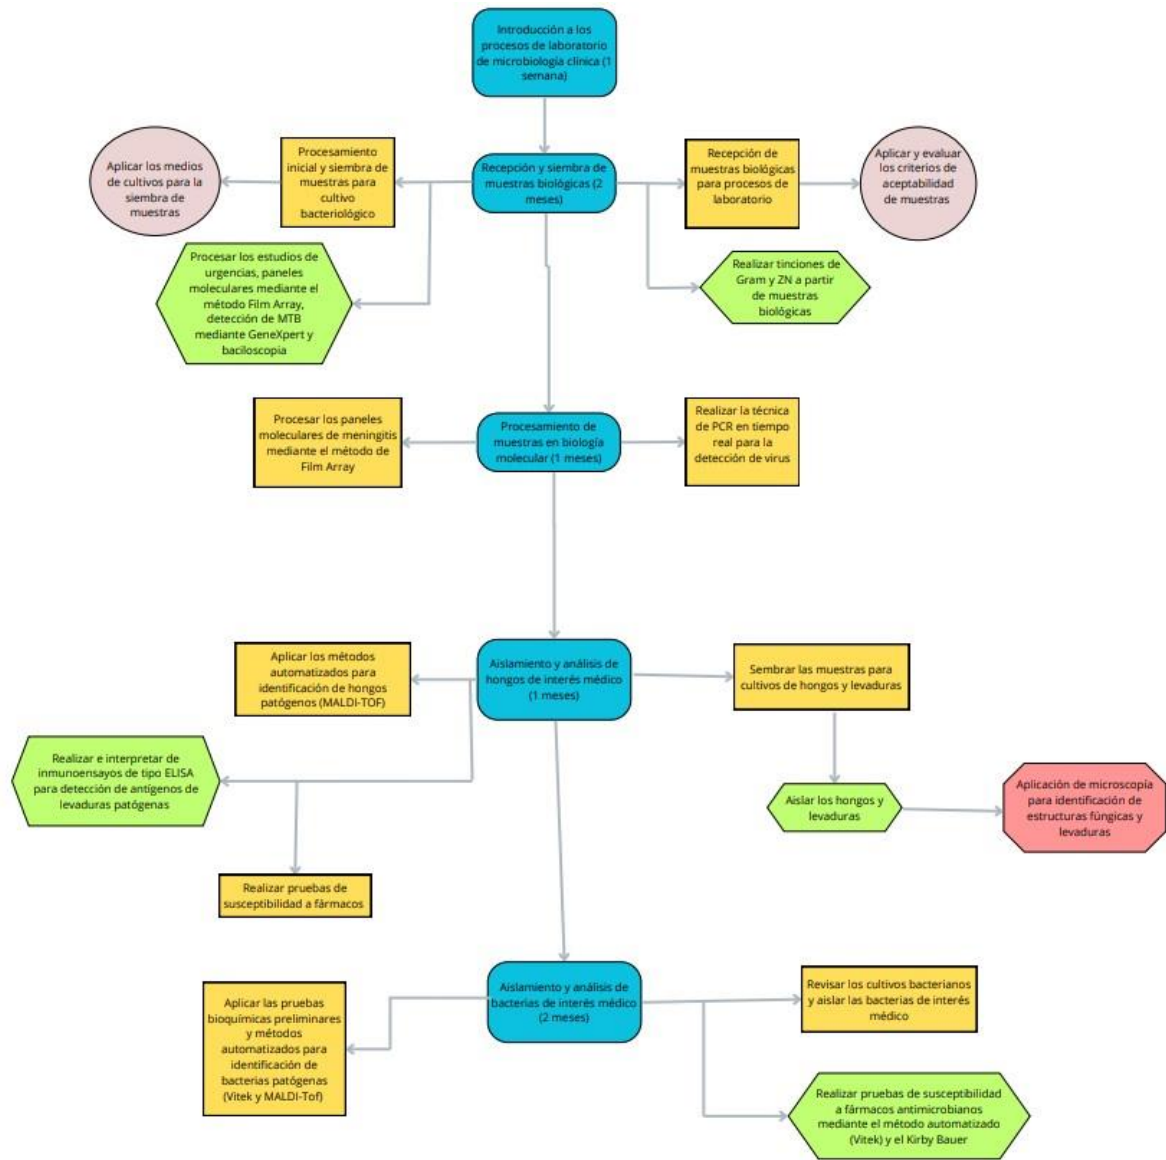 Introducción a los
procesos de laboratorio
de microbiología clínica (1
semana)
Aplicar los medios
de cultivos para la
siembra de
muestras
Procesamiento
inicial y siembra de
muestras para
cultivo
bacteriológico
Recepción y siembra de
muestras biológicas (2
meses)
Recepción de
muestras biológicas
para procesos de
laboratorio
Aplicar y evaluar
los criterios de
aceptabilidad
de muestras
Procesar los estudios de
urgencias, paneles
moleculares mediante el
método Film Array,
detección de MTB
mediante GeneXpert y
baciloscopia
Realizar tinciones de
Gram y ZN a partir
de muestras
biológicas
Procesar los paneles
moleculares de meningitis
mediante el método de
Film Array
Procesamiento de
muestras en biología
molecular (1 meses)
Realizar la técnica
de PCR en tiempo
real para la
detección de virus
Aplicar los métodos
automatizados para
identificación de hongos
patógenos (MALDI-TOF)
Aislamiento y análisis de
hongos de interés médico
(1 meses)
Sembrar las muestras para
cultivos de hongos y levaduras
Realizar e interpretar de
inmunoensayos de tipo ELISA
para detección de antígenos de
levaduras patógenas
Aislar los hongos y
levaduras
Aplicación de microscopía
para identificación de
estructuras fúngicas y
levaduras
Realizar pruebas de
susceptibilidad a fármacos
Aplicar las pruebas
bioquímicas preliminares
y métodos
automatizados para
identificación de
bacterias patógenas
(Vitek y MALDI-Tof)
Aislamiento y análisis de
bacterias de interés médico
(2 meses)
Revisar los cultivos bacterianos
y aislar las bacterias de interés
médico
Realizar pruebas de susceptibilidad
a fármacos antimicrobianos
mediante el método automatizado
(Vitek) y el Kirby Bauer